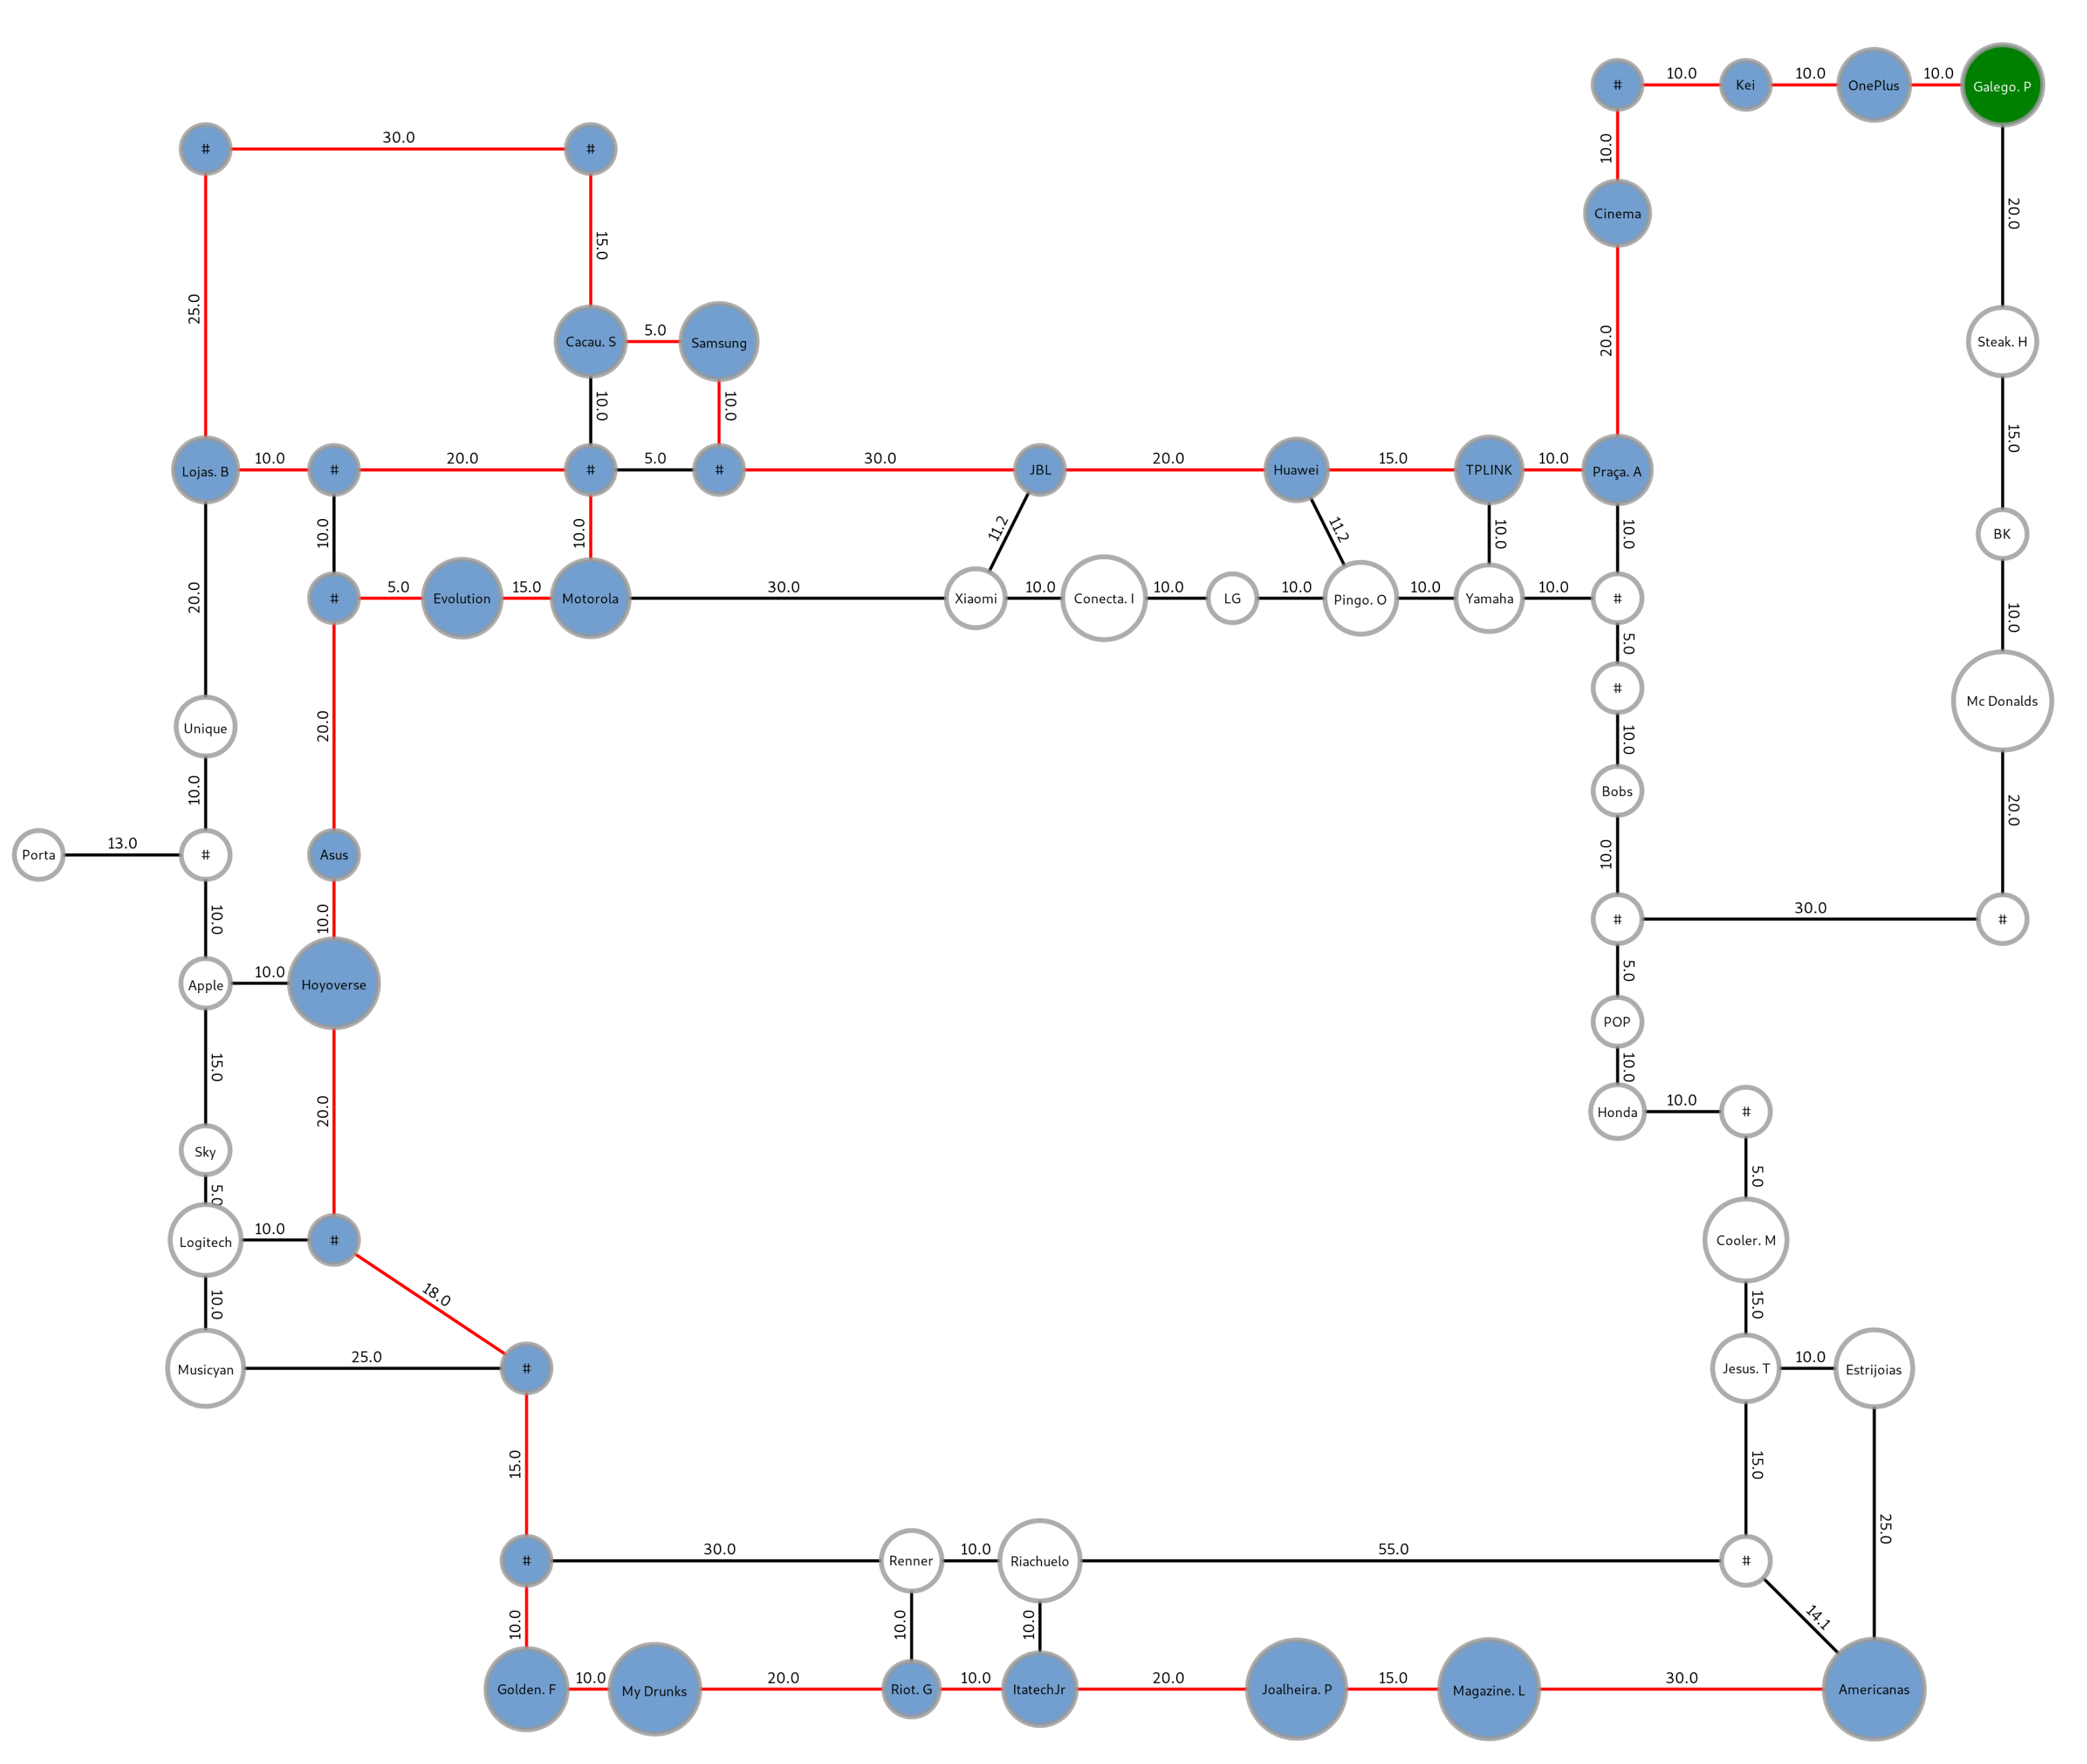 # 10.0 Kei 10.0 OnePlus 10.0 Galego. P
# 30.0 #
10.0
Cinema
20.0
15.0
25.0
Cacau. S 5.0 Samsung
20.0
Steak. H
10.0
10.0
15.0
Lojas. B 10.0 # 20.0 # 5.0 # 30.0 JBL 20.0 Huawei 15.0 TPLINK 10.0 Praça. A
10.0
10.0
11.2
11.2
10.0
10.0
BK
20.0
# 5.0 Evolution 15.0 Motorola 30.0 Xiaomi 10.0 Conecta. I 10.0 LG 10.0 Pingo. O 10.0 Yamaha 10.0 #
10.0
5.0
#
Mc Donalds
Unique
20.0
10.0
10.0
Bobs
20.0
Porta 13.0 #
Asus
10.0
10.0
10.0
# 30.0 #
5.0
Apple 10.0 Hoyoverse
POP
15.0
10.0
20.0
Honda 10.0 #
Sky
5.0
5.0
Logitech 10.0 #
Cooler. M
10.0
18.0
15.0
Musicyan 25.0 #
Jesus. T 10.0 Estrijoias
15.0
15.0
25.0
# 30.0 Renner 10.0 Riachuelo 55.0 #
10.0
10.0
10.0
14.1
Golden. F 10.0 My Drunks 20.0 Riot. G 10.0 ItatechJr 20.0 Joalheira. P 15.0 Magazine. L 30.0 Americanas